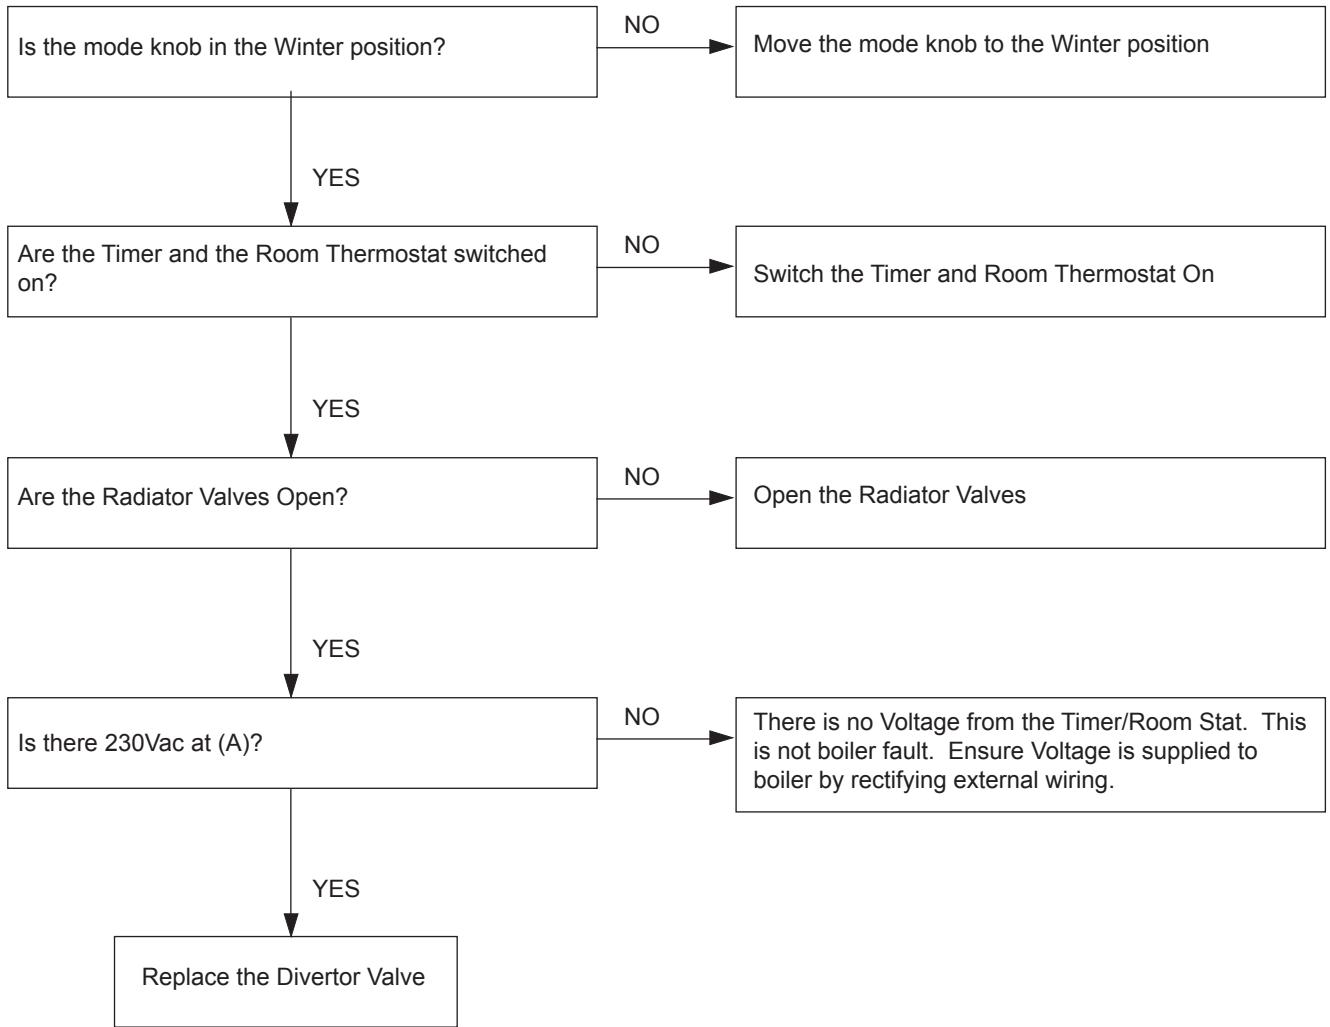 Is the mode knob in the Winter position?
NO
Move the mode knob to the Winter position
YES
Are the Timer and the Room Thermostat switched
on?
NO
Switch the Timer and Room Thermostat On
YES
Are the Radiator Valves Open?
NO
Open the Radiator Valves
YES
Is there 230Vac at (A)?
NO
There is no Voltage from the Timer/Room Stat.  This
is not boiler fault.  Ensure Voltage is supplied to
boiler by rectifying external wiring.
YES
Replace the Divertor Valve